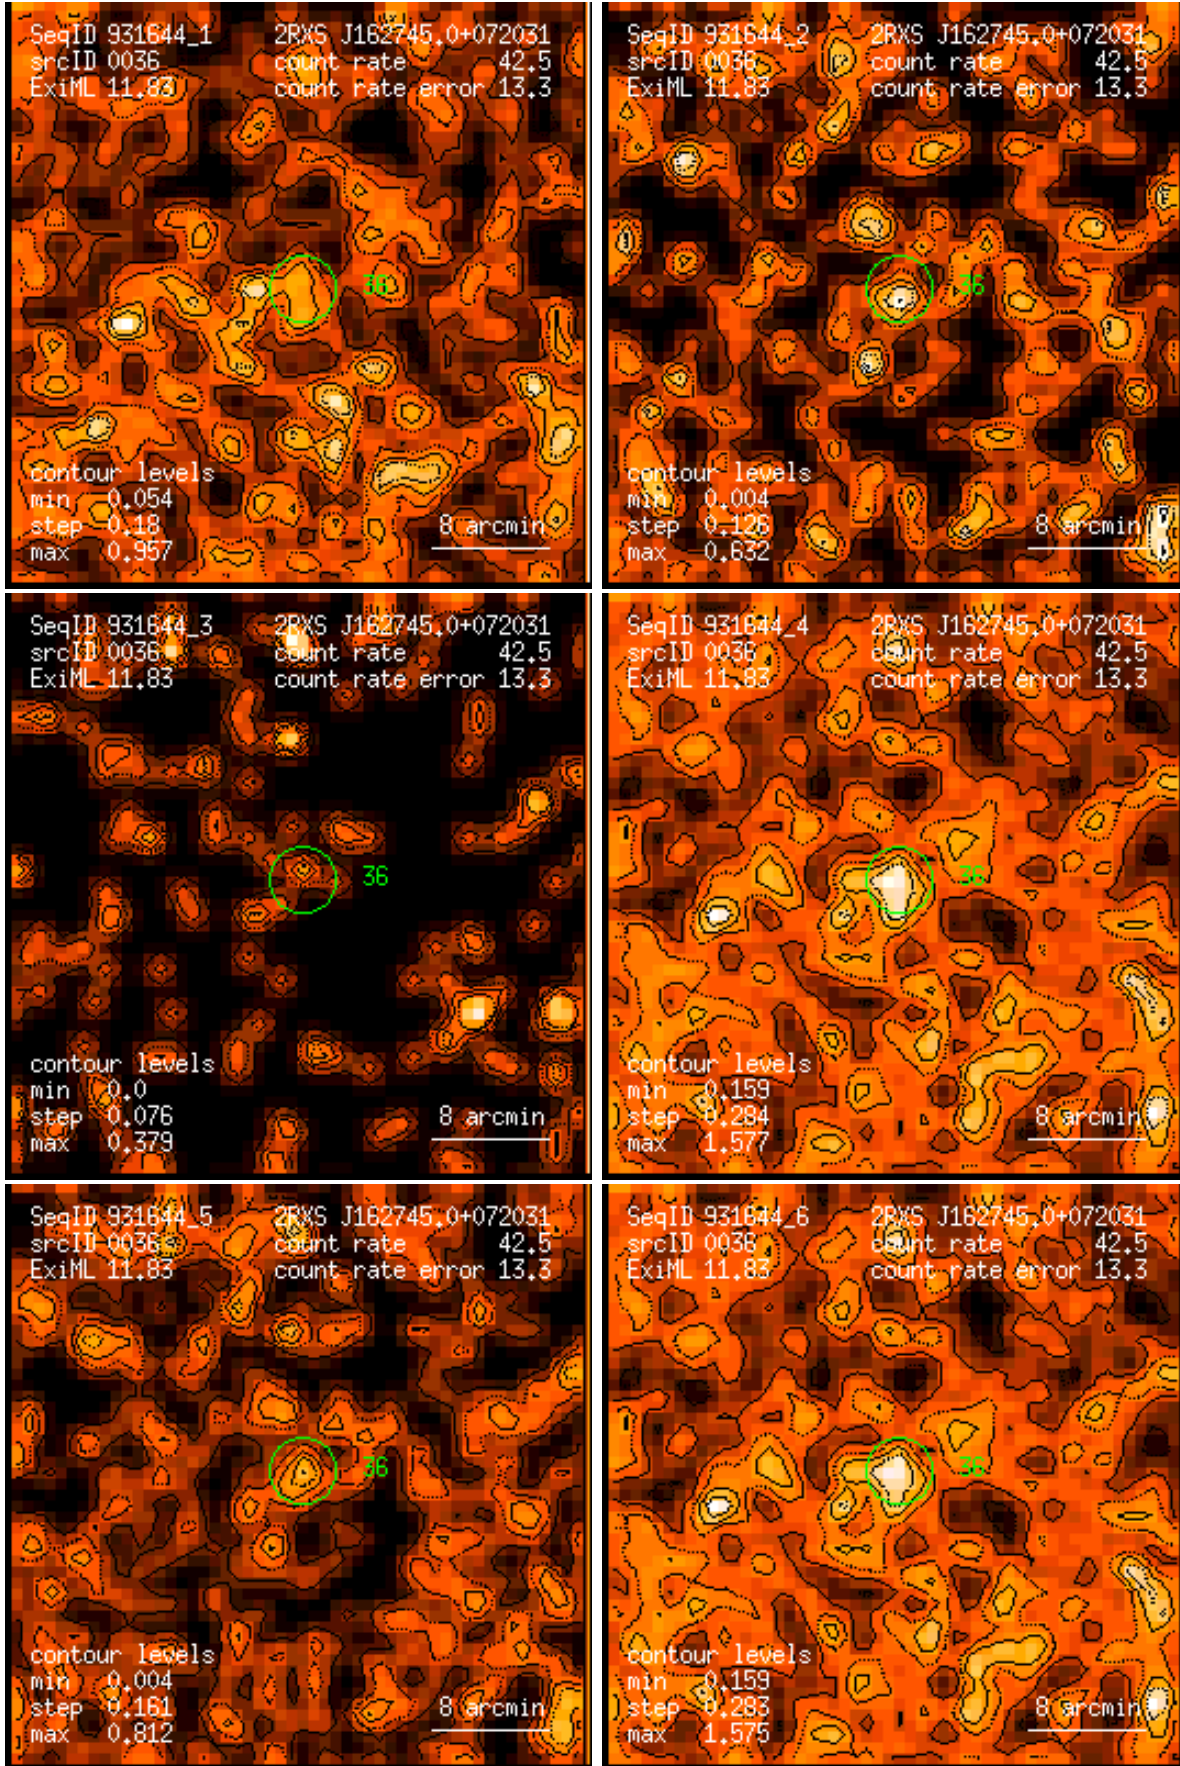 SeqID 931644_1 2RXS J162745.0+072031
srcID 0036 count rate 42.5
ExiML 11.83 count rate error 13.3
36
contour levels
min 0.054
step 0.18 8 arcmin
max 0.957
SeqID 931644_2 2RXS J162745.0+072031
srcID 0036 count rate 42.5
ExiML 11.83 count rate error 13.3
36
contour levels
min 0.004
step 0.126 8 arcmin
max 0.632
SeqID 931644_3 2RXS J162745.0+072031
srcID 0036 count rate 42.5
ExiML 11.83 count rate error 13.3
36
contour levels
min 0.0
step 0.076 8 arcmin
max 0.379
SeqID 931644_4 2RXS J162745.0+072031
srcID 0036 count rate 42.5
ExiML 11.83 count rate error 13.3
36
contour levels
min 0.159
step 0.284 8 arcmin
max 1.577
SeqID 931644_5 2RXS J162745.0+072031
srcID 0036 count rate 42.5
ExiML 11.83 count rate error 13.3
36
contour levels
min 0.004
step 0.161 8 arcmin
max 0.812
SeqID 931644_6 2RXS J162745.0+072031
srcID 0036 count rate 42.5
ExiML 11.83 count rate error 13.3
36
contour levels
min 0.159
step 0.283 8 arcmin
max 1.575